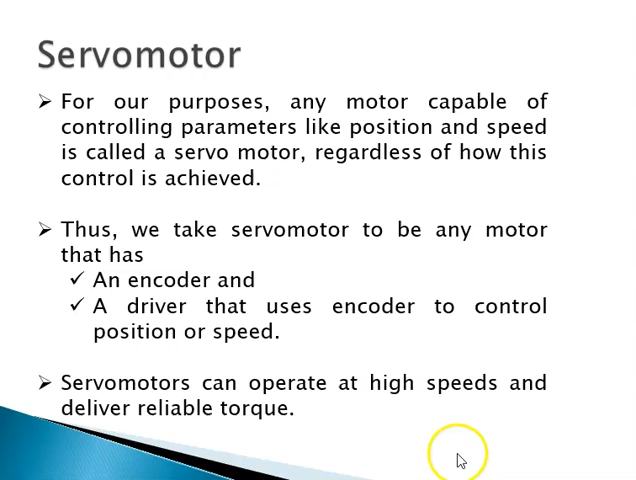 Servomotor
For our purposes, any motor capable of
controlling parameters like position and speed
is called a servo motor, regardless of how this
control is achieved.
Thus, we take servomotor to be any motor
that has
An encoder and
A driver that uses encoder to control
position or speed.
Servomotors can operate at high speeds and
deliver reliable torque.